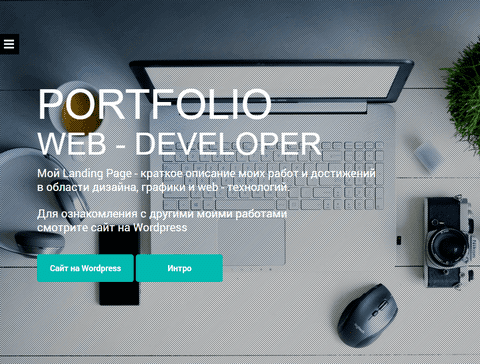 PORTFOLIO
WEB - DEVELOPER
Мой Landing Page - краткое описание моих работ и достижений
в области дизайна, графики и web - технологий.
Для ознакомления с другими моими работами
смотрите сайт на Wordpress
Сайт на Wordpress
Интро